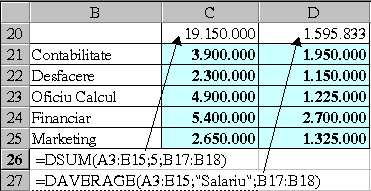 B C D
20 19.150.000 1.595.833
21 Contabilitate 3.900.000 1.950.000
22 Desfacere 2.300.000 1.150.000
23 Oficiu Calcul 4.900.000 1.225.000
24 Financiar 5.400.000 2.700.000
25 Marketing 2.650.000 1.325.000
26 =DSUM(A3:E15;5;B17:B18)
27 =DAVERAGE(A3:E15;"Salariu";B17:B18)